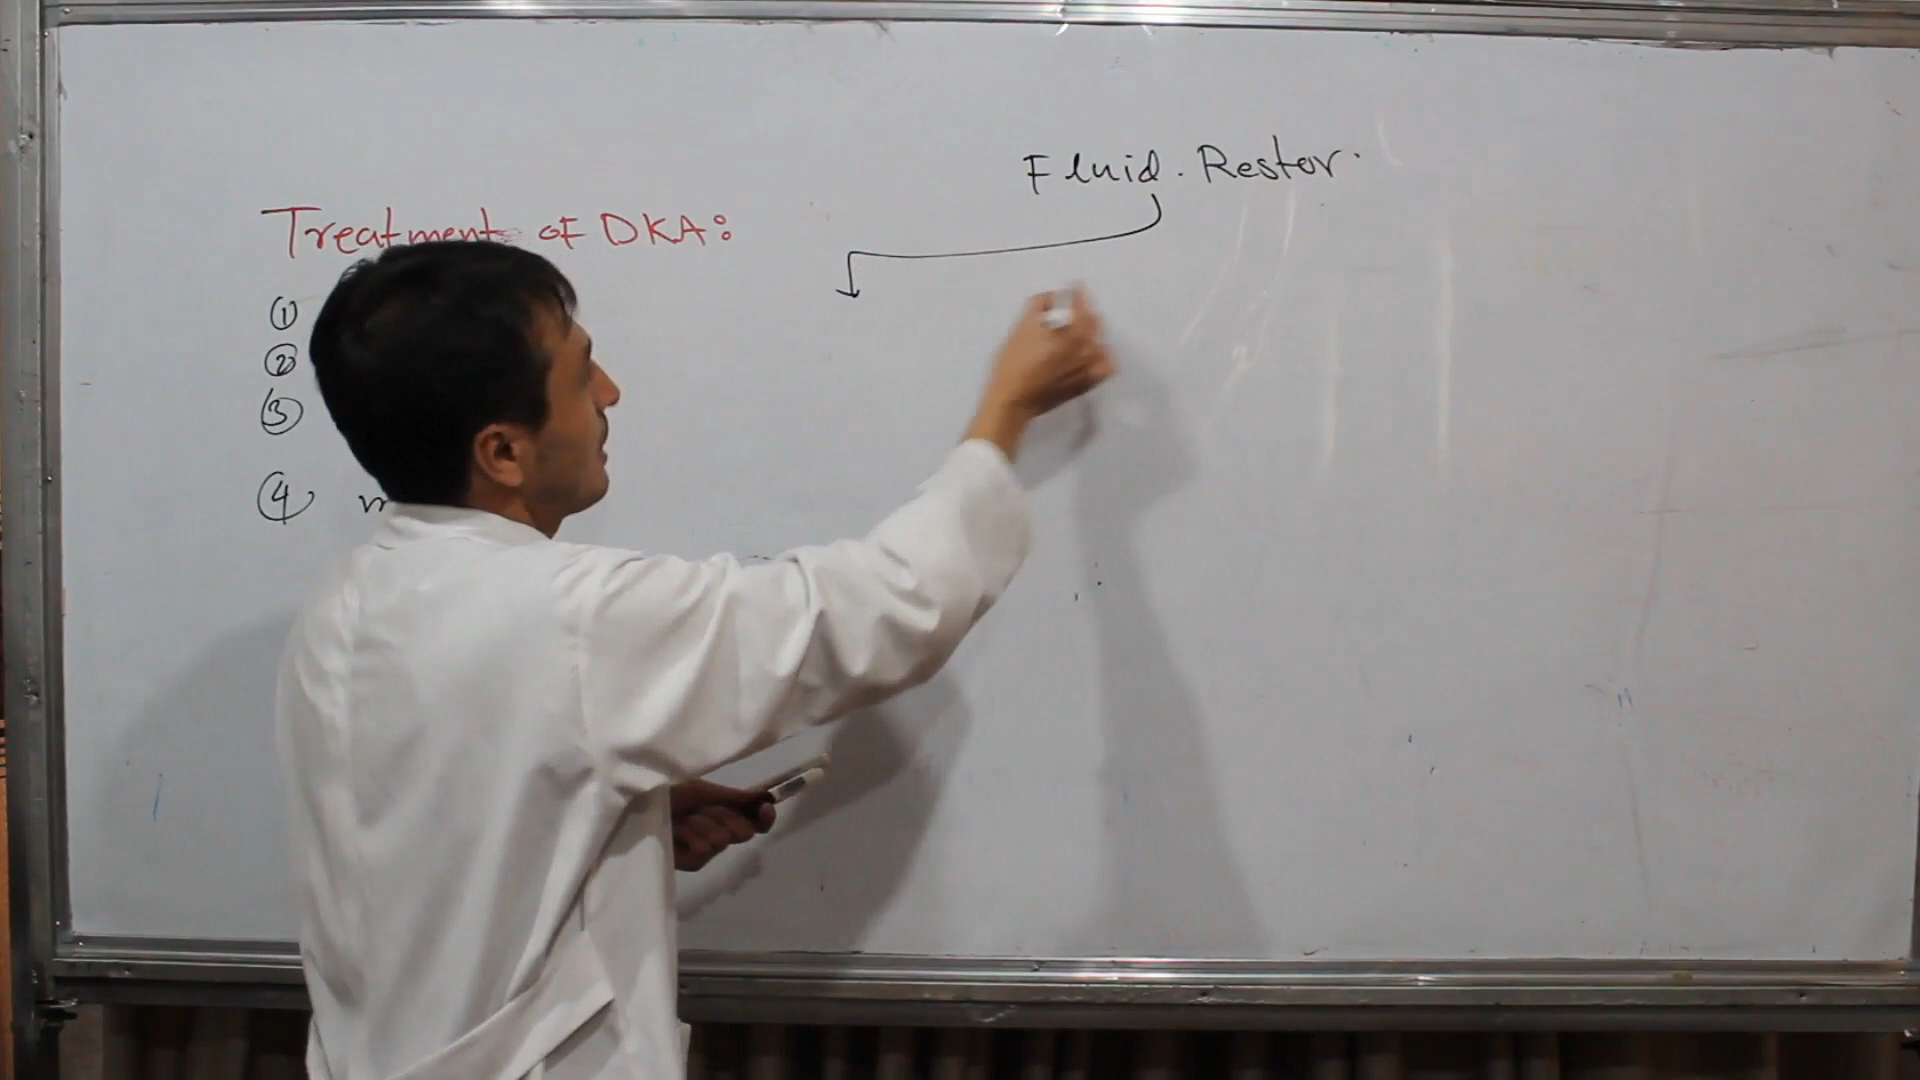 Fluid. Restor.
Treatment of DKA:
①
②
③
④